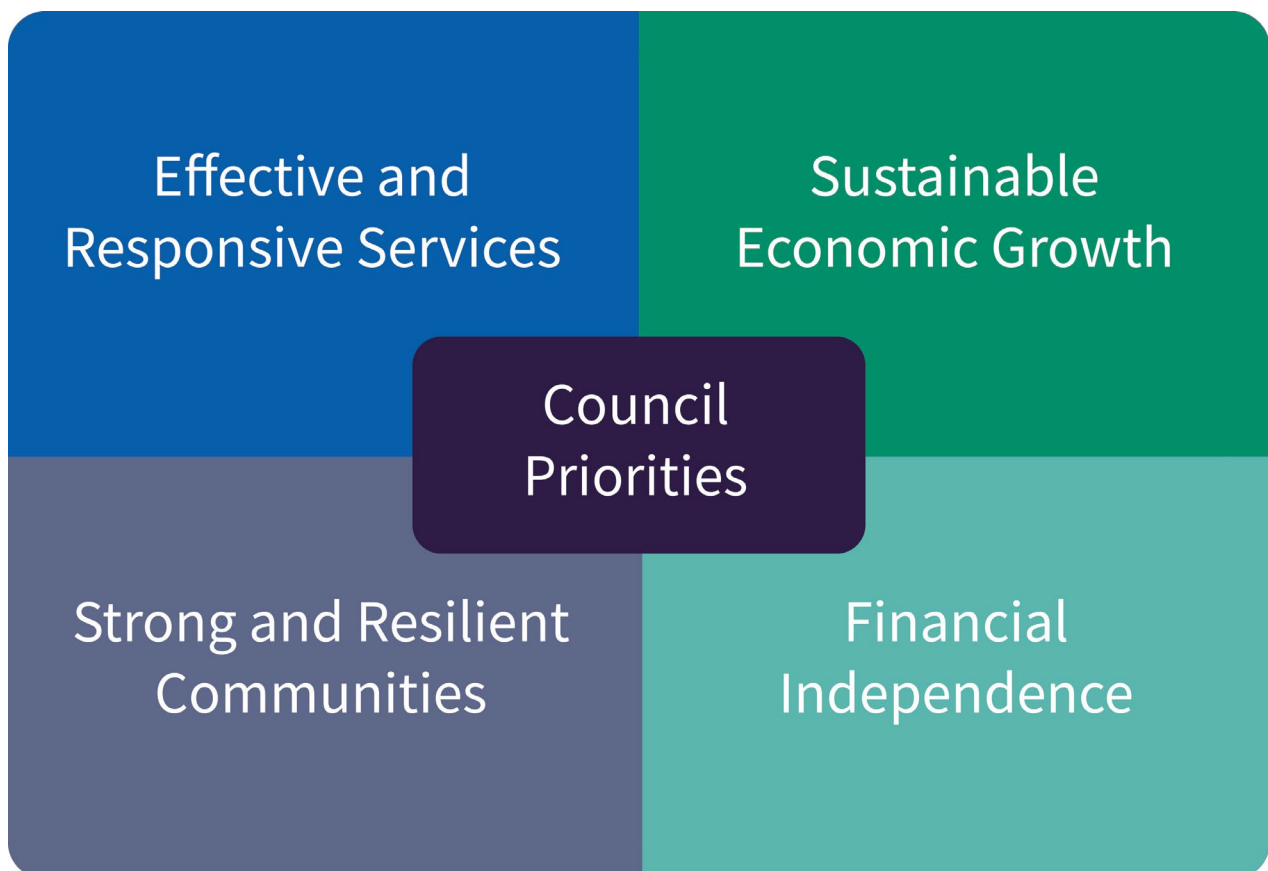 Effective and
Responsive Services
Sustainable
Economic Growth
Council
Priorities
Strong and Resilient
Communities
Financial
Independence